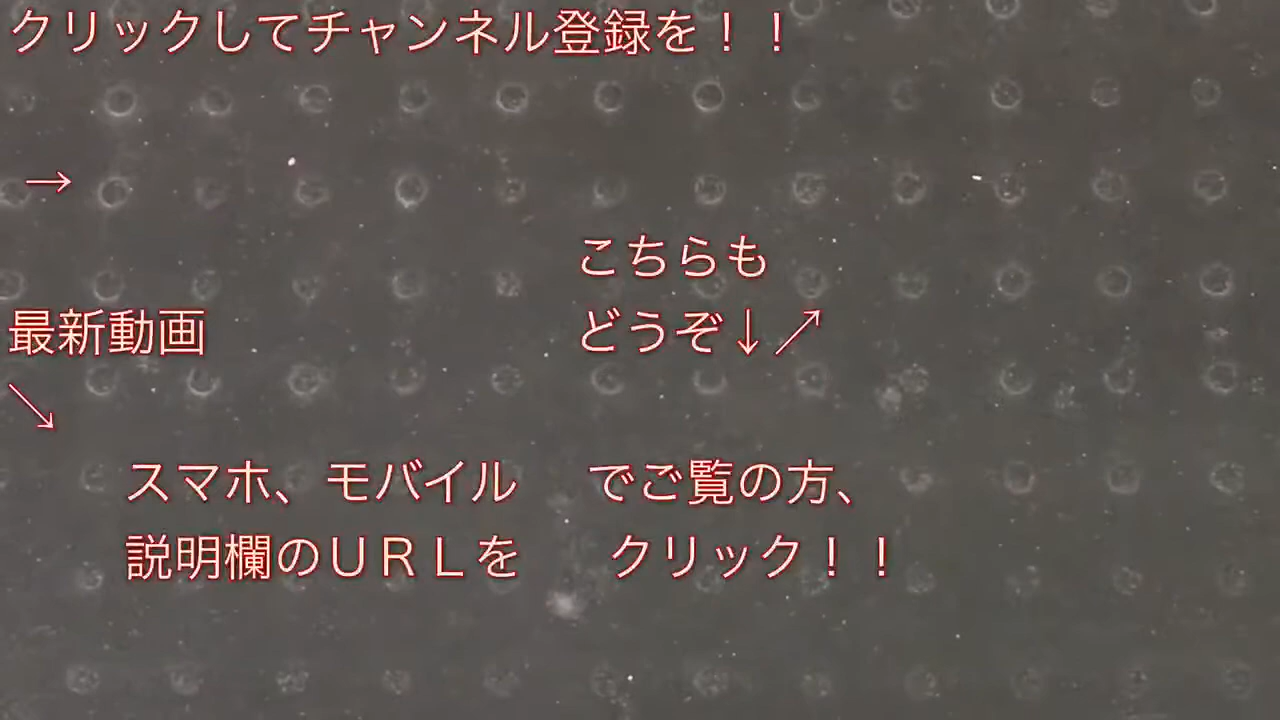 クリックしてチャンネル登録を！！
→
こちらも
どうぞ↓↗
最新動画
↘
スマホ、モバイル　でご覧の方、
説明欄のＵＲＬを　クリック！！